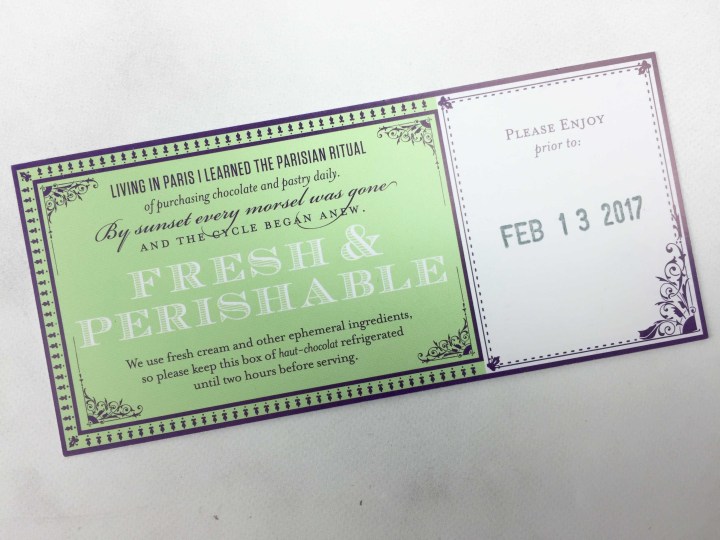 LIVING IN PARIS I LEARNED THE PARISIAN RITUAL
of purchasing chocolate and pastry daily.
By sunset every morsel was gone
AND THE CYCLE BEGAN ANEW.
FRESH &
PERISHABLE
We use fresh cream and other ephemeral ingredients,
so please keep this box of haut-chocolat refrigerated
until two hours before serving.
PLEASE ENJOY
prior to:
FEB 13 2017